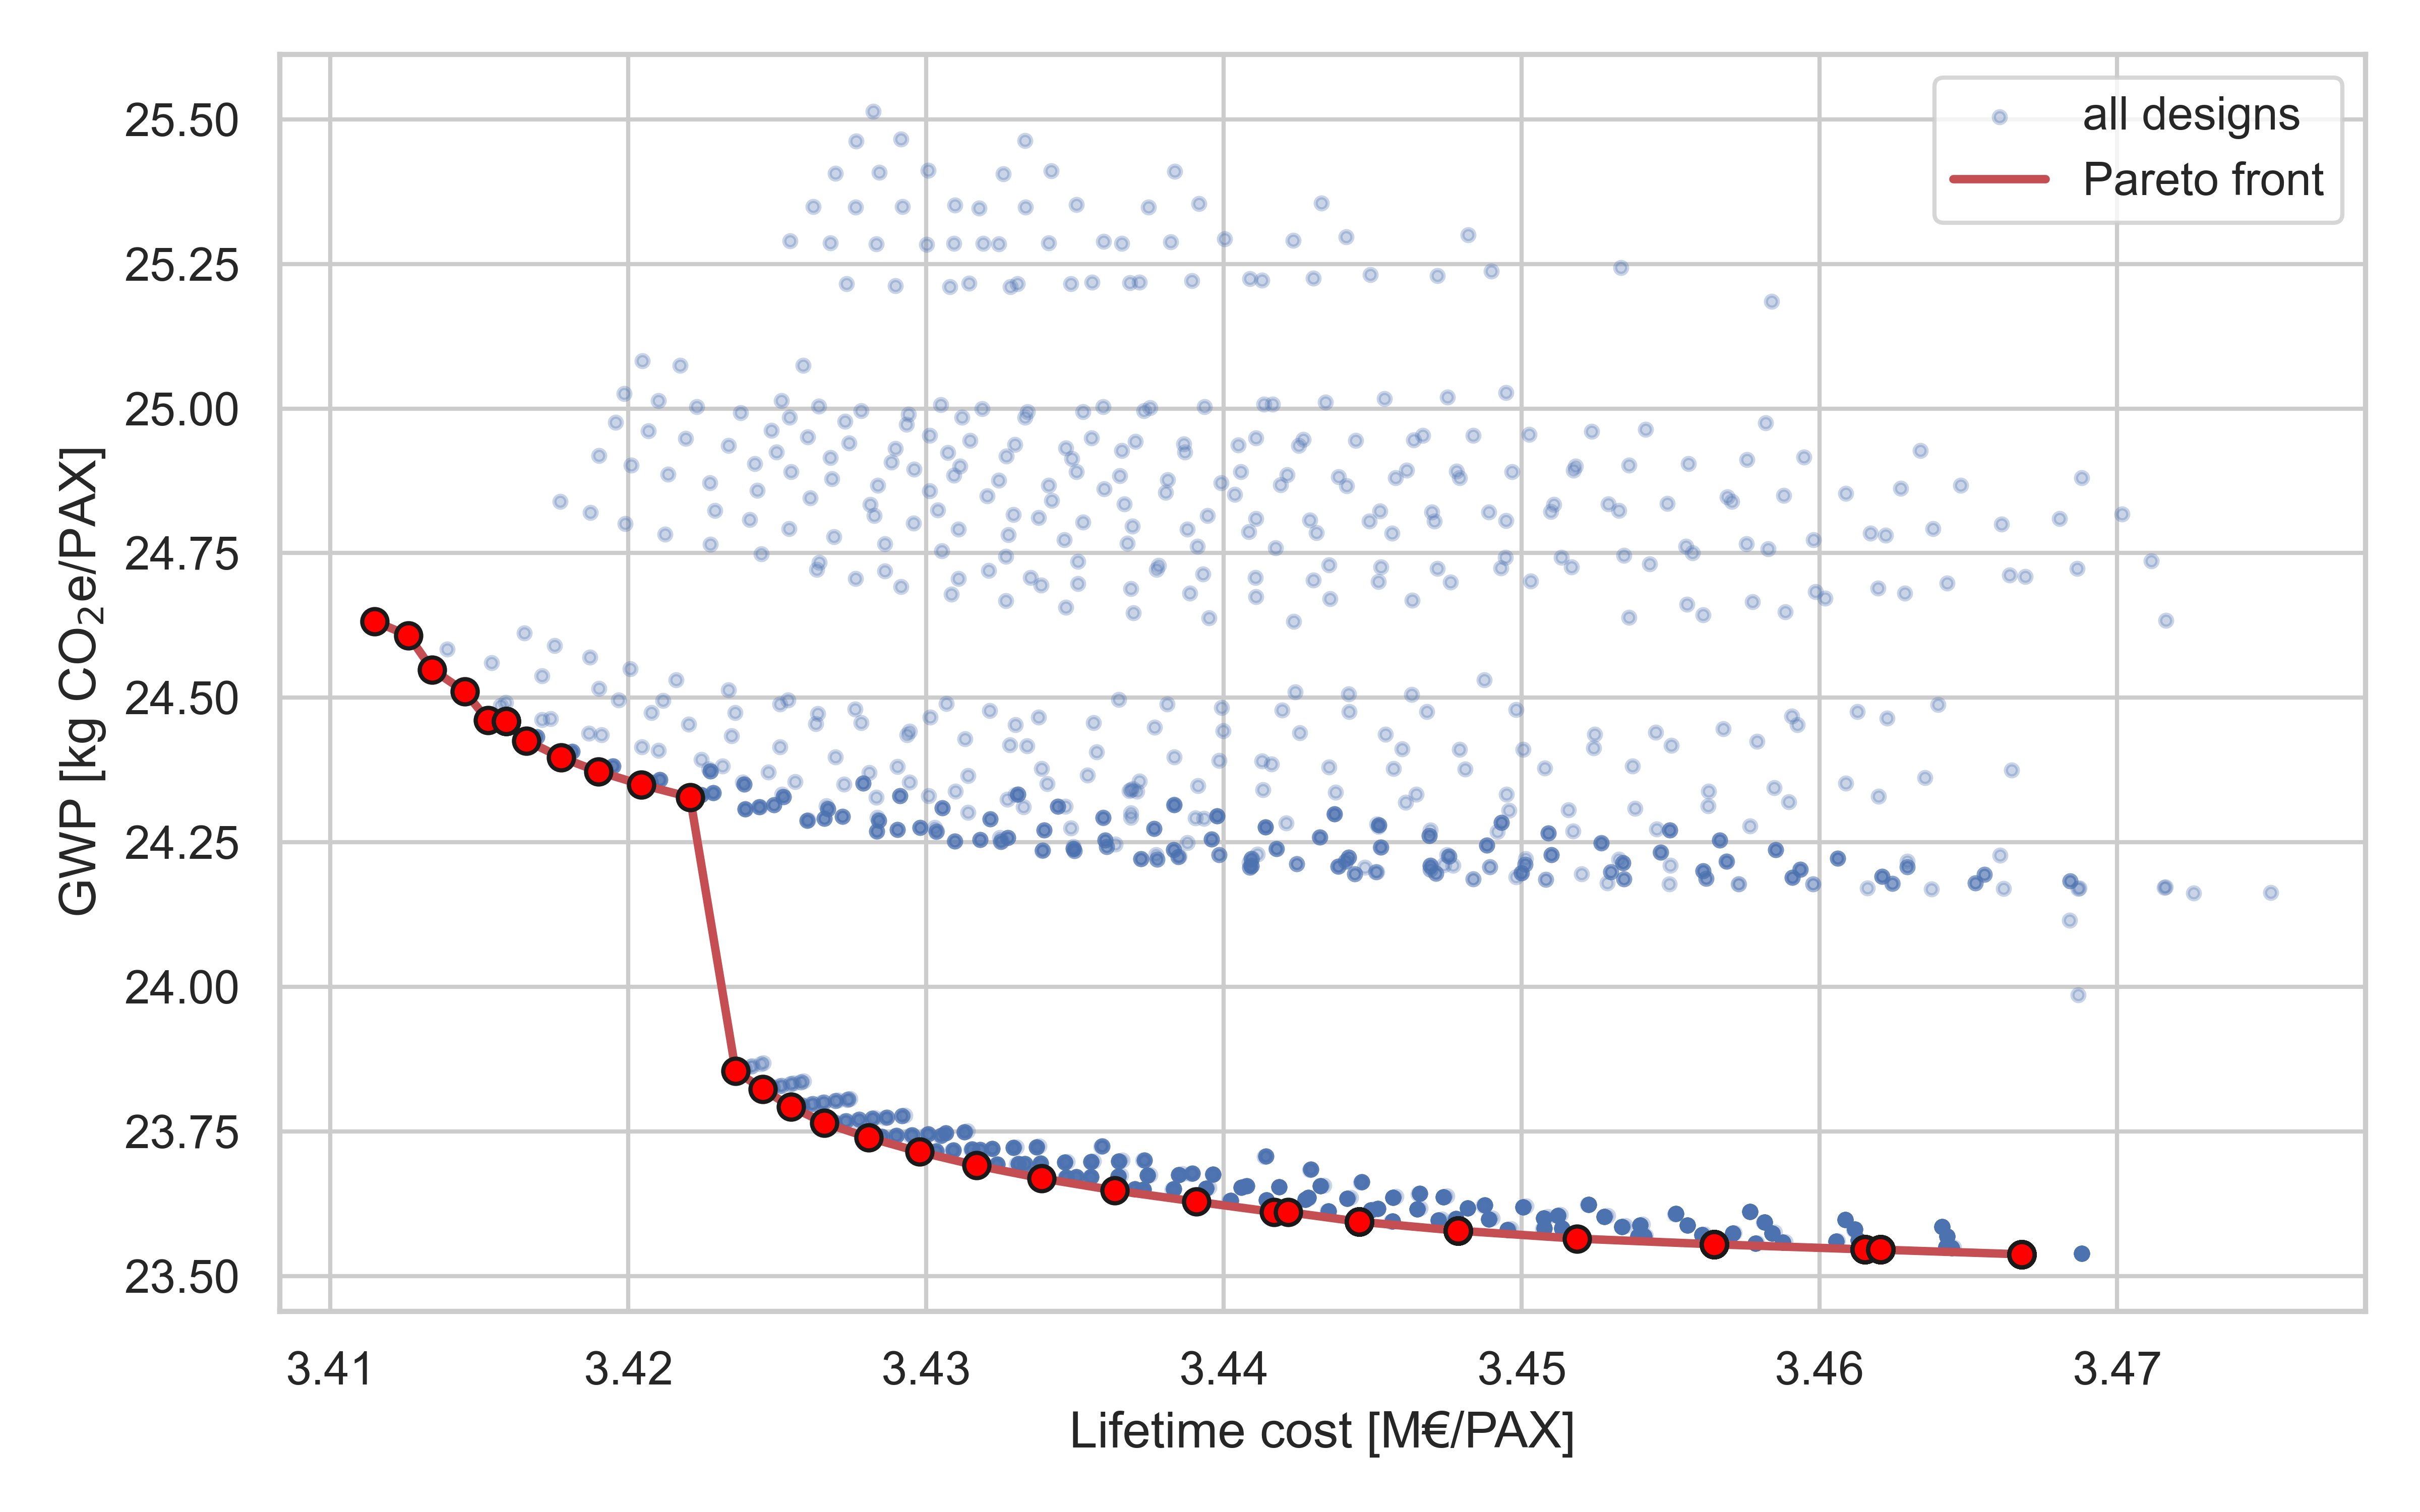 all designs
Pareto front
25.50
25.25
25.00
24.75
24.50
24.25
24.00
23.75
23.50
GWP [kg CO₂e/PAX]
3.41 3.42 3.43 3.44 3.45 3.46 3.47
Lifetime cost [M€/PAX]